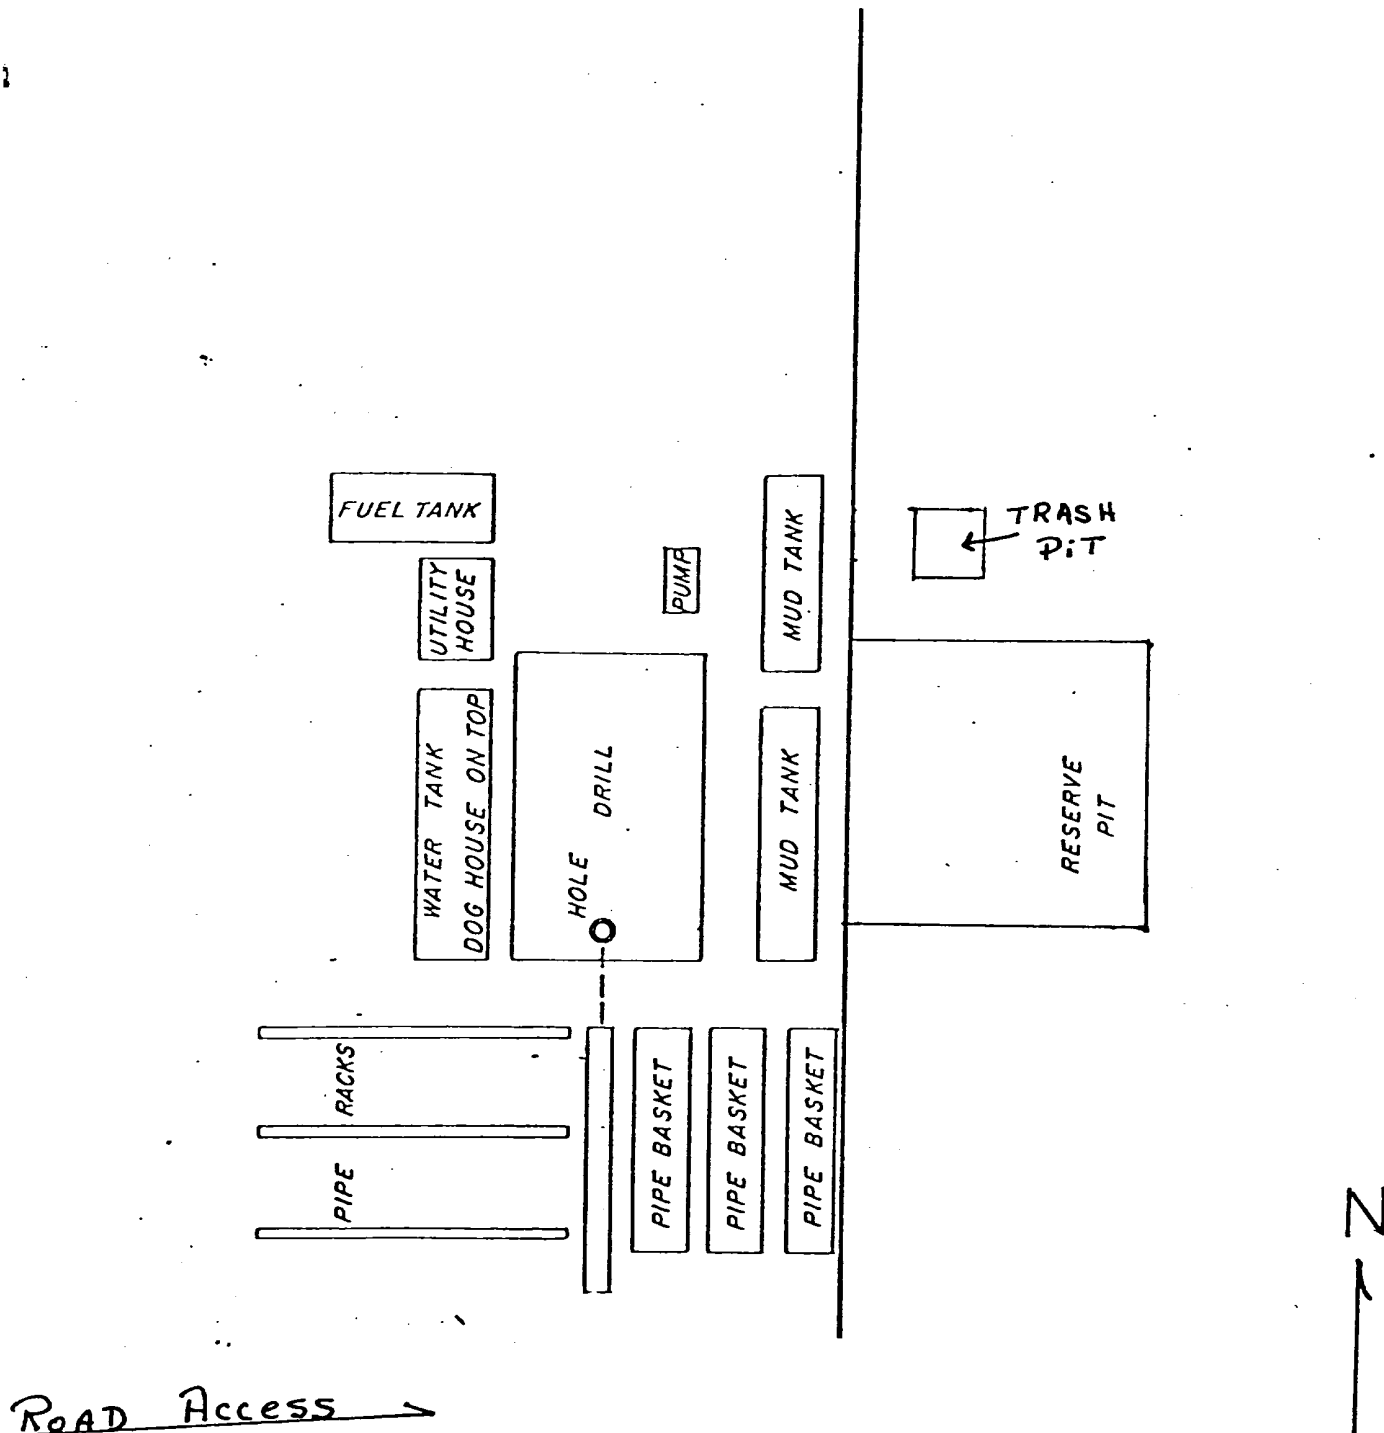 FUEL TANK
UTILITY
HOUSE
PUMP
MUD TANK
TRASH
PiT
WATER TANK
DOG HOUSE ON TOP
HOLE DRILL
MUD TANK
RESERVE
PIT
PIPE RACKS
PIPE BASKET
PIPE BASKET
PIPE BASKET
N
ROAD Access